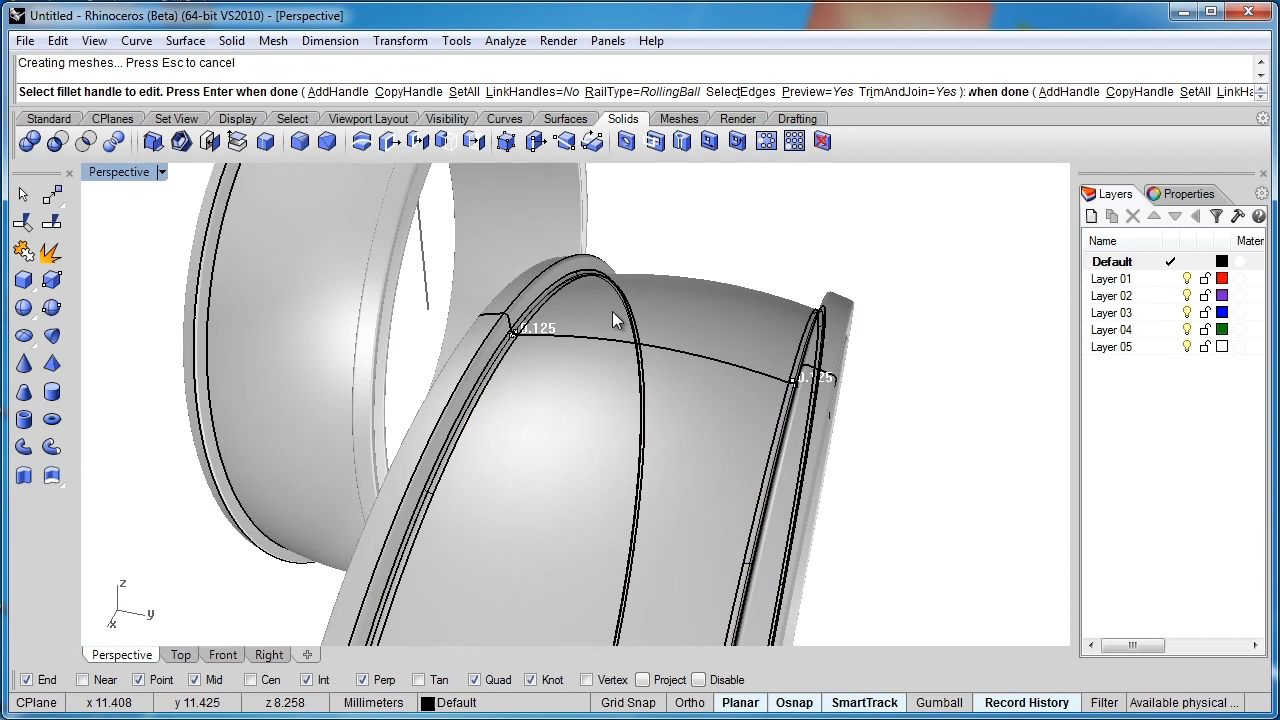 Untitled - Rhinoceros (Beta) (64-bit VS2010) - [Perspective]
File Edit View Curve Surface Solid Mesh Dimension Transform Tools Analyze Render Panels Help
Creating meshes... Press Esc to cancel
Select fillet handle to edit. Press Enter when done ( AddHandle CopyHandle SetAll LinkHandles=No RailType=RollingBall SelectEdges Preview=Yes TrimAndJoin=Yes ): when done ( AddHandle CopyHandle SetAll LinkHa
Standard CPlanes Set View Display Select Viewport Layout Visibility Curves Surfaces Solids Meshes Render Drafting
Perspective
Layers Properties
Name Mater
Default
Layer 01
Layer 02
Layer 03
Layer 04
Layer 05
0.125
0.125
z
y
x
Perspective Top Front Right
End Near Point Mid Cen Int Perp Tan Quad Knot Vertex Project Disable
CPlane x 11.408 y 11.425 z 8.258 Millimeters Default Grid Snap Ortho Planar Osnap SmartTrack Gumball Record History Filter Available physical ...